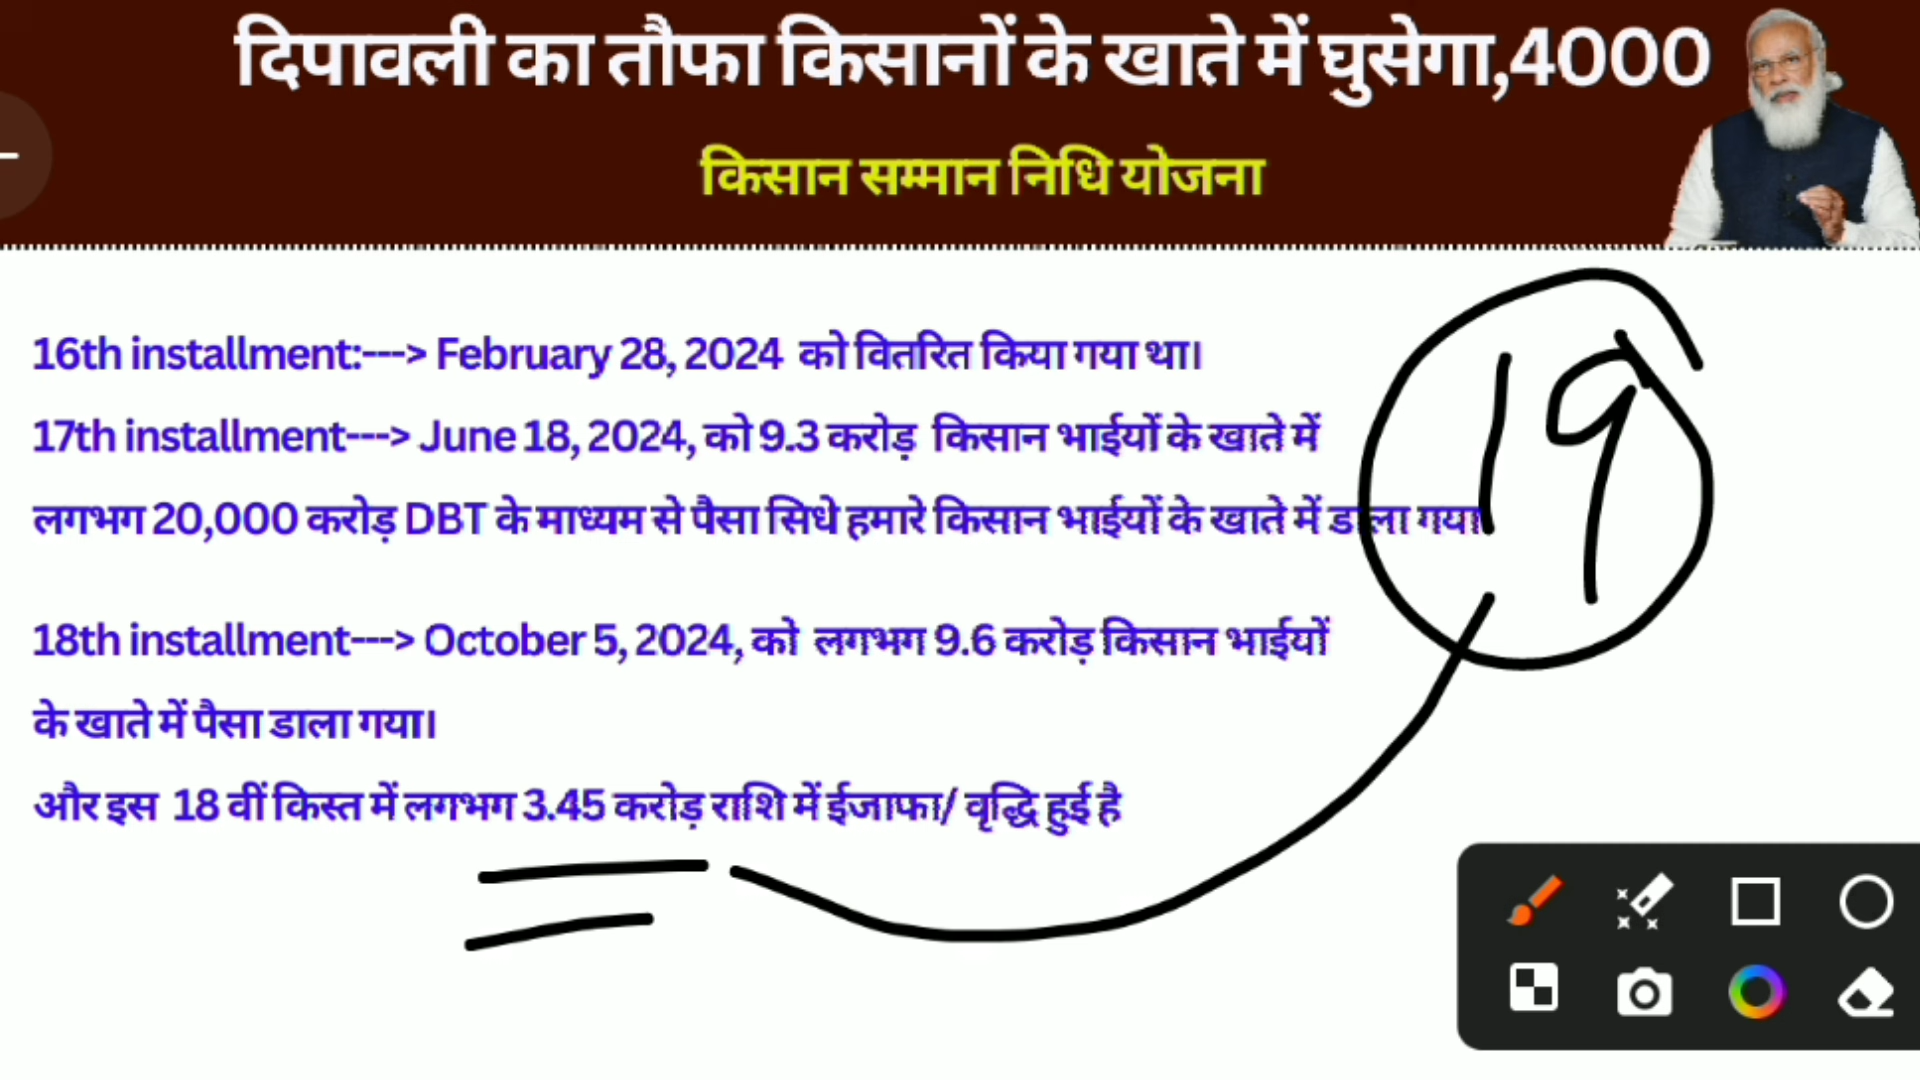 दिपावली का तौफा किसानों के खाते में घुसेगा,4000
किसान सम्मान निधि योजना
16th installment:---> February 28, 2024 को वितरित किया गया था।
17th installment---> June 18, 2024, को 9.3 करोड़ किसान भाईयों के खाते में
लगभग 20,000 करोड़ DBT के माध्यम से पैसा सिधे हमारे किसान भाईयों के खाते में डाला गया
19
18th installment---> October 5, 2024, को लगभग 9.6 करोड़ किसान भाईयों
के खाते में पैसा डाला गया।
और इस 18 वीं किस्त में लगभग 3.45 करोड़ राशि में ईजाफा/ वृद्धि हुई है